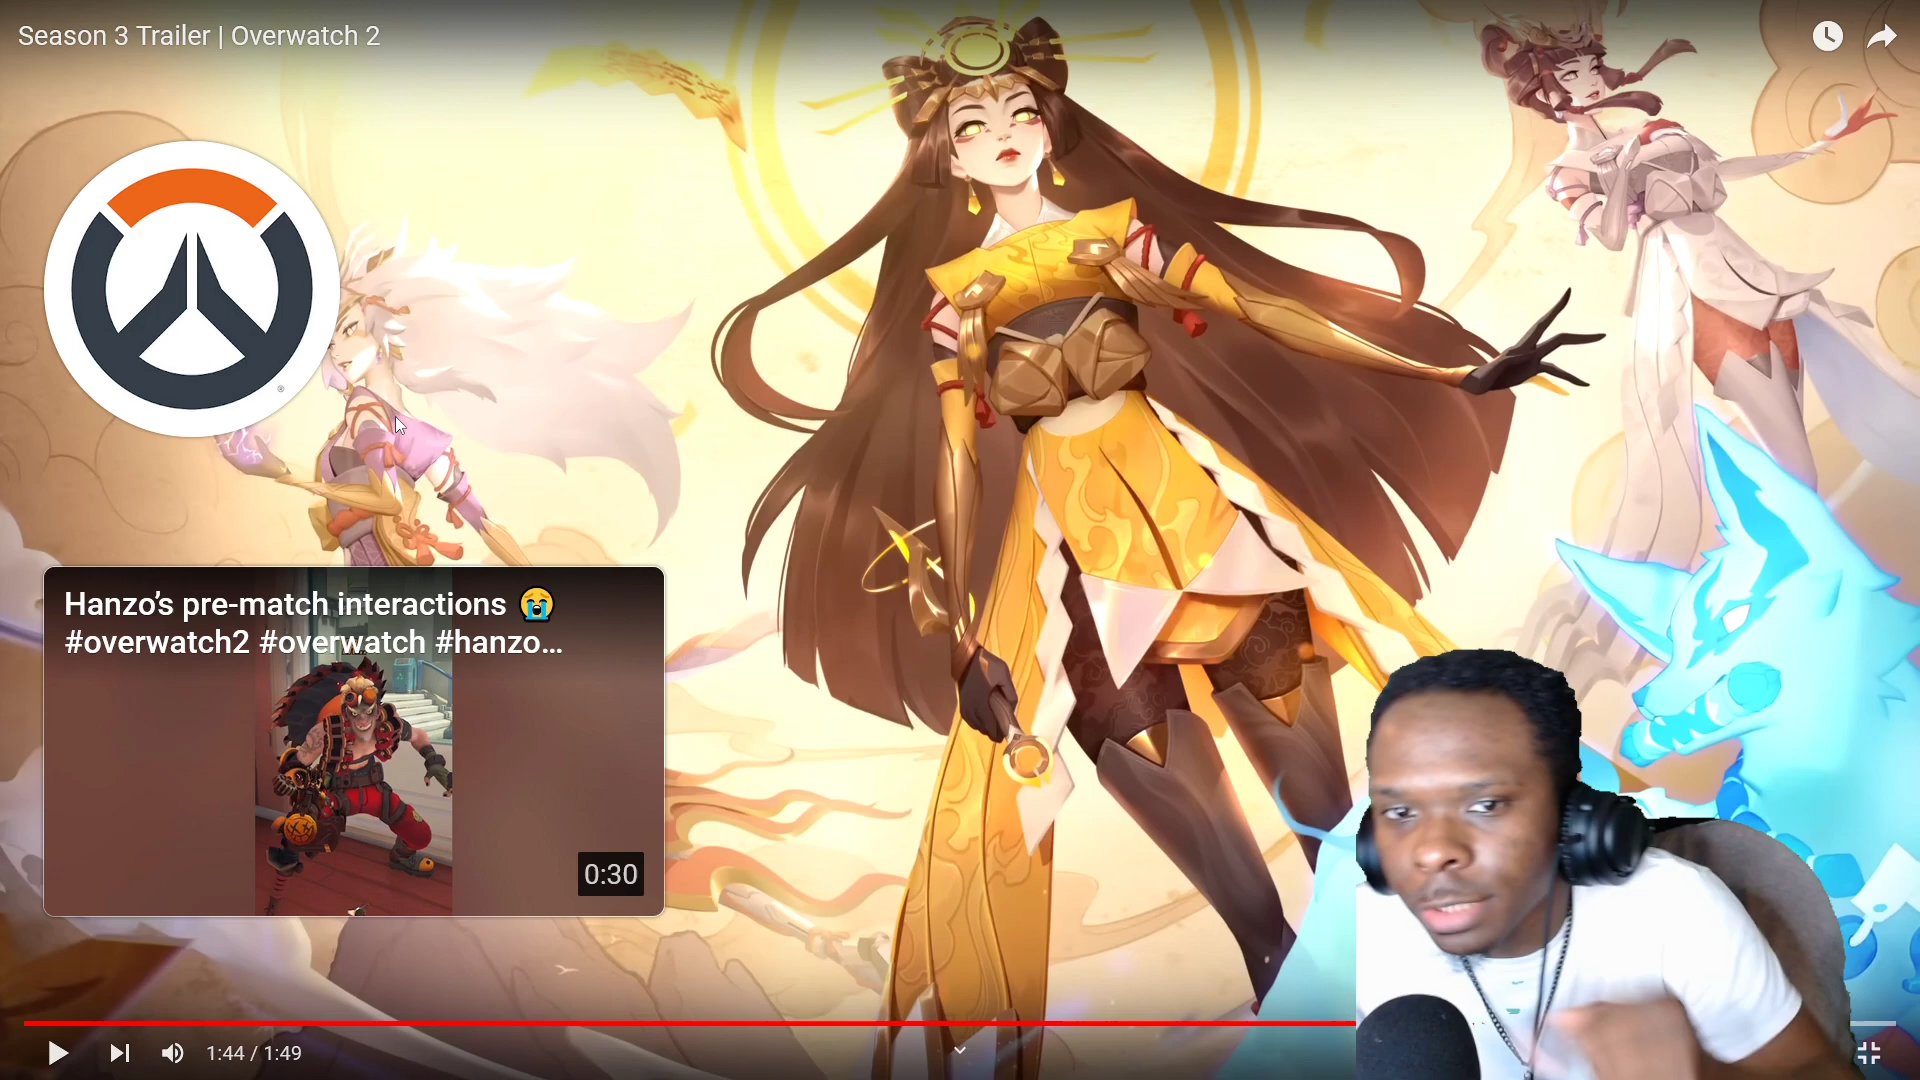 Season 3 Trailer | Overwatch 2
®
Hanzo’s pre-match interactions 😭
#overwatch2 #overwatch #hanzo...
0:30
1:44 / 1:49